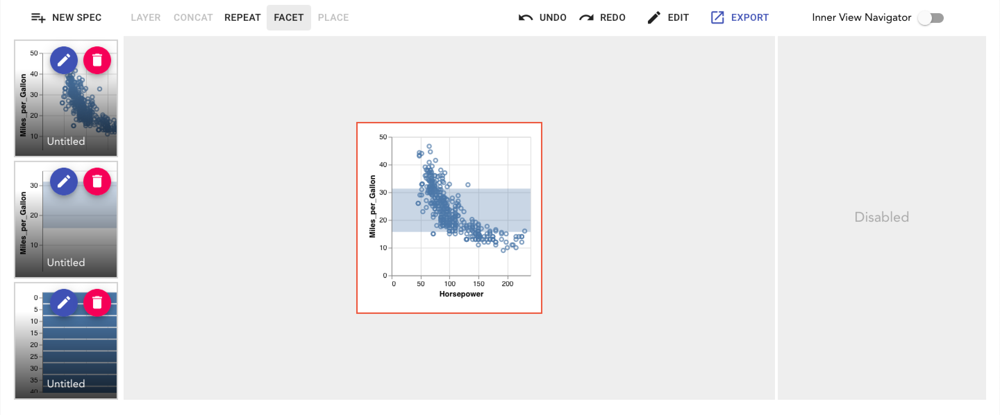 NEW SPEC LAYER CONCAT REPEAT FACET PLACE UNDO REDO EDIT EXPORT Inner View Navigator
50
40
30
20
10
Miles_per_Gallon
Untitled
30
20
10
Miles_per_Gallon
Untitled
0
5
10
15
20
25
30
35
40
Untitled
50
40
30
20
10
0
Miles_per_Gallon
0 50 100 150 200
Horsepower
Disabled